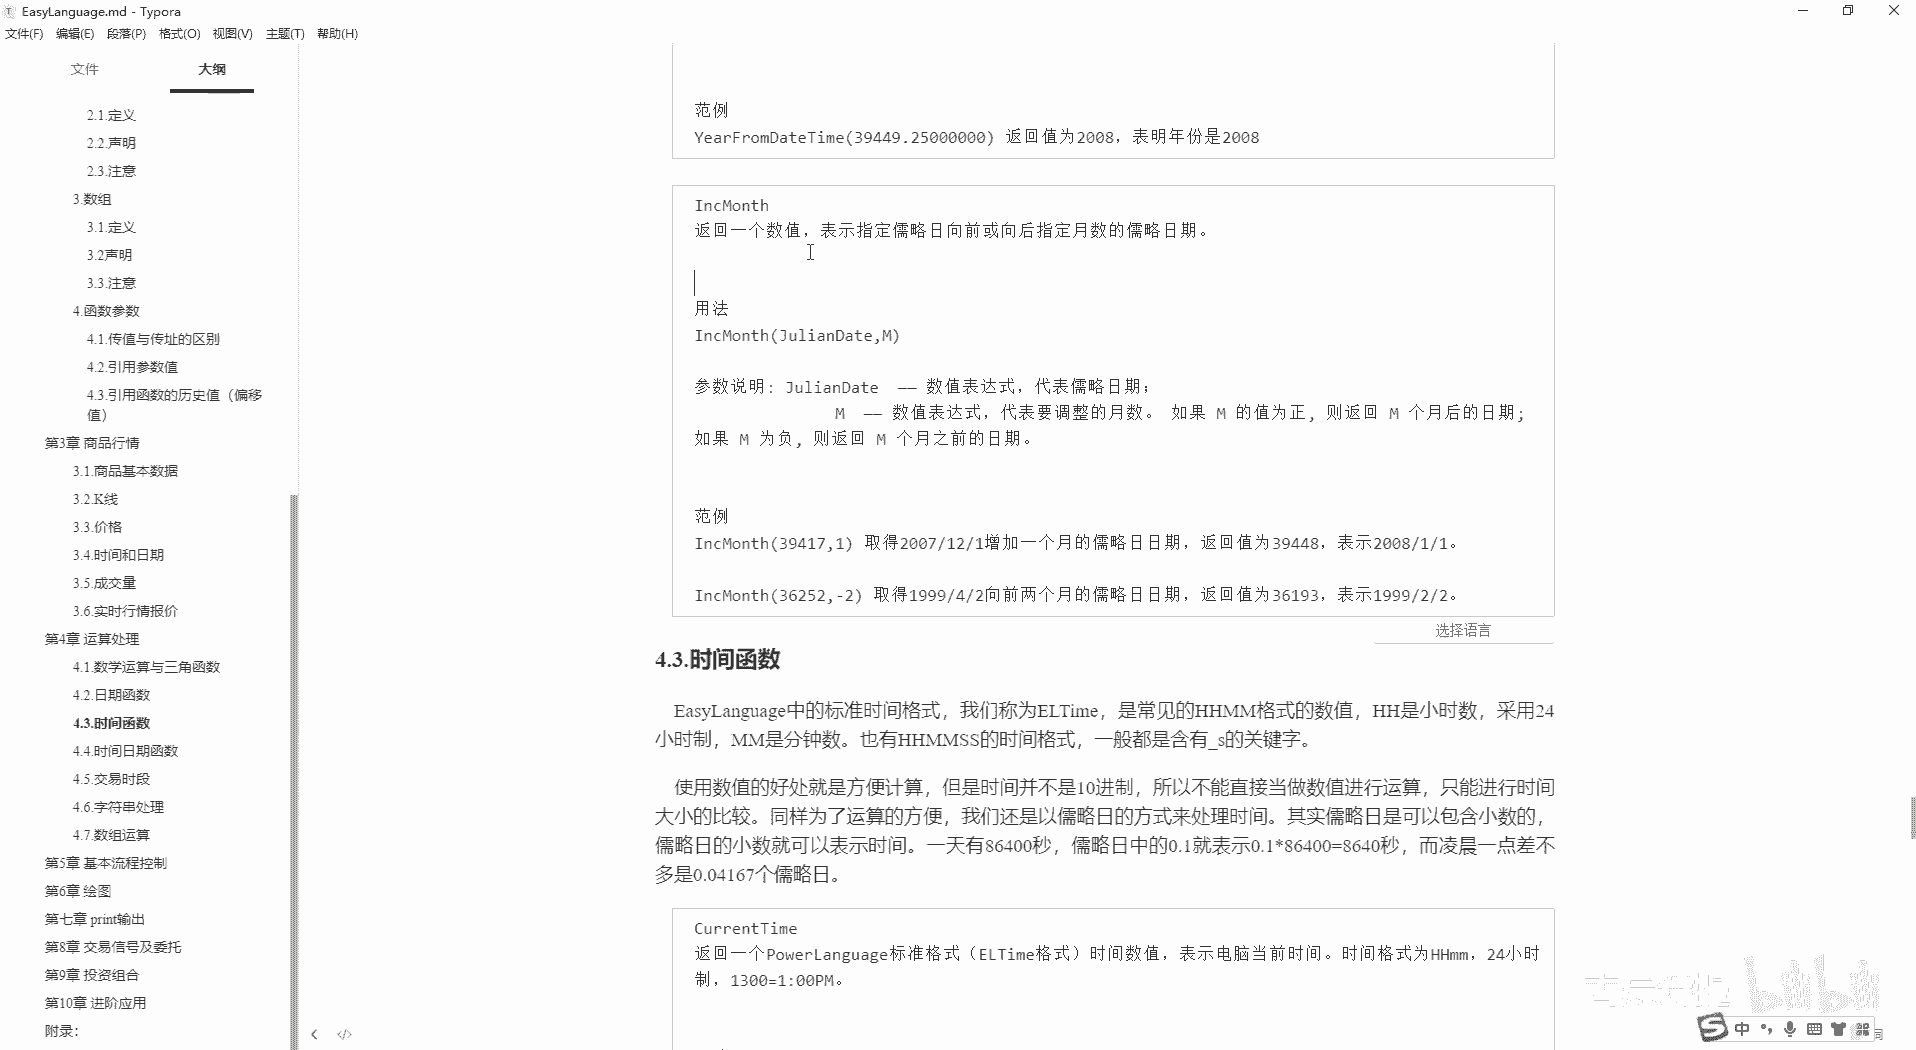 EasyLanguage.md - Typora
文件(F) 编辑(E) 段落(P) 格式(O) 视图(V) 主题(T) 帮助(H)
文件 大纲
2.1.定义
2.2.声明
2.3.注意
3.数组
3.1.定义
3.2声明
3.3.注意
4.函数参数
4.1.传值与传址的区别
4.2.引用参数值
4.3.引用函数的历史值（偏移
值）
第3章 商品行情
3.1.商品基本数据
3.2.K线
3.3.价格
3.4.时间和日期
3.5.成交量
3.6.实时行情报价
第4章 运算处理
4.1.数学运算与三角函数
4.2.日期函数
4.3.时间函数
4.4.时间日期函数
4.5.交易时段
4.6.字符串处理
4.7.数组运算
第5章 基本流程控制
第6章 绘图
第七章 print输出
第8章 交易信号及委托
第9章 投资组合
第10章 进阶应用
附录：
范例
YearFromDateTime(39449.25000000) 返回值为2008，表明年份是2008
IncMonth
返回一个数值，表示指定儒略日向前或向后指定月数的儒略日期。
用法
IncMonth(JulianDate,M)
参数说明: JulianDate —— 数值表达式，代表儒略日期；
M —— 数值表达式，代表要调整的月数。 如果 M 的值为正, 则返回 M 个月后的日期;
如果 M 为负, 则返回 M 个月之前的日期。
范例
IncMonth(39417,1) 取得2007/12/1增加一个月的儒略日日期，返回值为39448，表示2008/1/1。
IncMonth(36252,-2) 取得1999/4/2向前两个月的儒略日日期，返回值为36193，表示1999/2/2。
选择语言
4.3.时间函数
EasyLanguage中的标准时间格式，我们称为ELTime，是常见的HHMM格式的数值，HH是小时数，采用24
小时制，MM是分钟数。也有HHMMSS的时间格式，一般都是含有_s的关键字。
使用数值的好处就是方便计算，但是时间并不是10进制，所以不能直接当做数值进行运算，只能进行时间
大小的比较。同样为了运算的方便，我们还是以儒略日的方式来处理时间。其实儒略日是可以包含小数的，
儒略日的小数就可以表示时间。一天有86400秒，儒略日中的0.1就表示0.1*86400=8640秒，而凌晨一点差不
多是0.04167个儒略日。
CurrentTime
返回一个PowerLanguage标准格式（ELTime格式）时间数值，表示电脑当前时间。时间格式为HHmm，24小时
制，1300=1:00PM。
bilibili
中